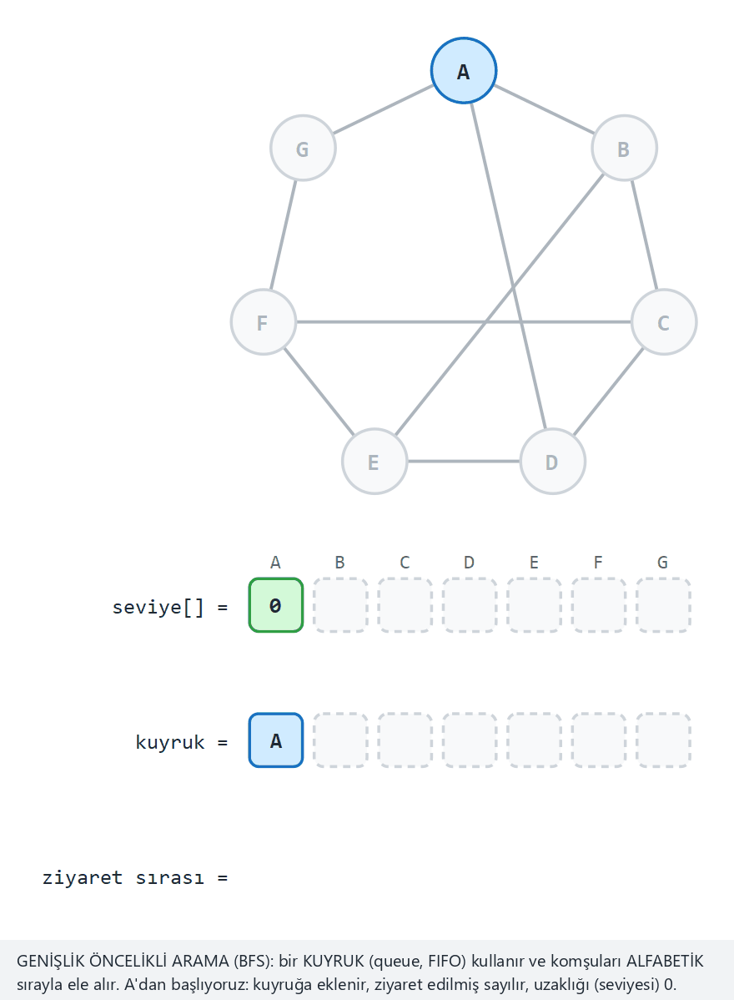 A
G
B
F
C
E
D
A B C D E F G
seviye[] = 0
kuyruk = A
ziyaret sırası =
GENİŞLİK ÖNCELİKLİ ARAMA (BFS): bir KUYRUK (queue, FIFO) kullanır ve komşuları ALFABETİK
sırayla ele alır. A'dan başlıyoruz: kuyruğa eklenir, ziyaret edilmiş sayılır, uzaklığı (seviyesi) 0.